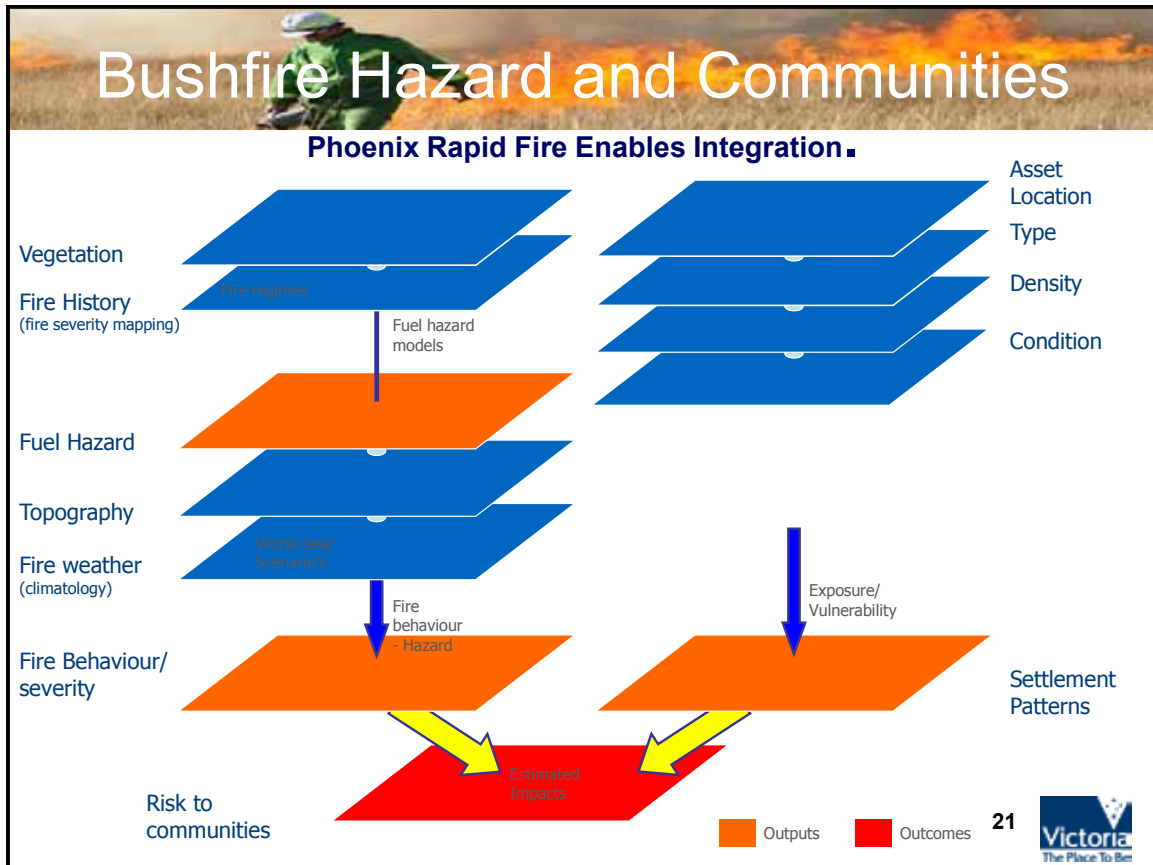 Bushfire Hazard and Communities
Phoenix Rapid Fire Enables Integration.
Vegetation
Fire History
(fire severity mapping)
Fire regimes
Fuel hazard
models
Fuel Hazard
Topography
Fire weather
(climatology)
Worst case
Scenario's
Fire
behaviour
- Hazard
Fire Behaviour/
severity
Asset
Location
Type
Density
Condition
Exposure/
Vulnerability
Settlement
Patterns
Estimated
Impacts
Risk to
communities
Outputs
Outcomes
21
Victoria
The Place To Be